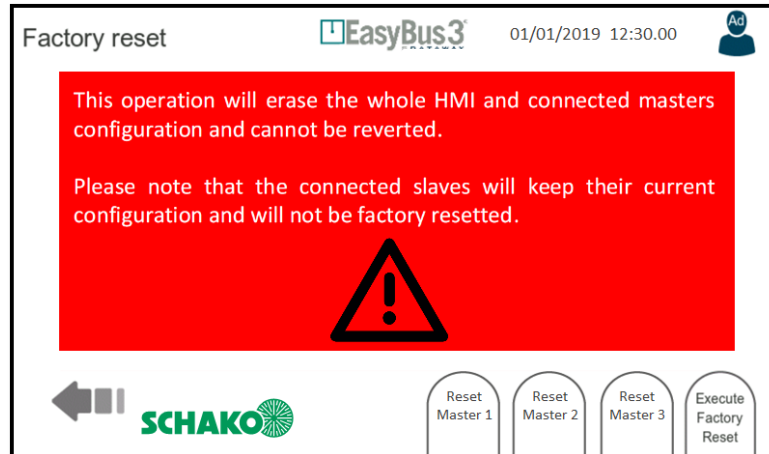 Factory reset
EasyBus3
DATAWAY
01/01/2019 12:30.00
Ad
This operation will erase the whole HMI and connected masters
configuration and cannot be reverted.
Please note that the connected slaves will keep their current
configuration and will not be factory resetted.
SCHAKO
Reset
Master 1
Reset
Master 2
Reset
Master 3
Execute
Factory
Reset